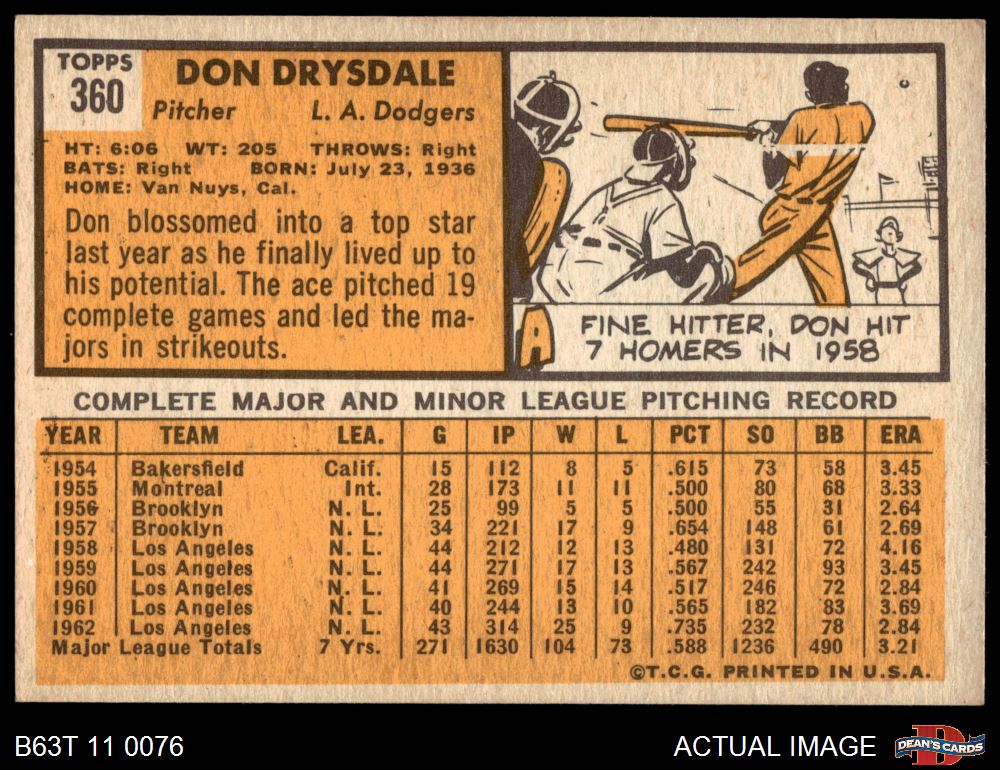 TOPPS
360
DON DRYSDALE
Pitcher L. A. Dodgers
HT: 6:06 WT: 205 THROWS: Right
BATS: Right BORN: July 23, 1936
HOME: Van Nuys, Cal.
Don blossomed into a top star
last year as he finally lived up to
his potential. The ace pitched 19
complete games and led the ma-
jors in strikeouts.
FINE HITTER, DON HIT
7 HOMERS IN 1958
COMPLETE MAJOR AND MINOR LEAGUE PITCHING RECORD
YEAR TEAM LEA. G IP W L PCT SO BB ERA
1954 Bakersfield Calif. 15 112 8 5 .615 73 58 3.45
1955 Montreal Int. 28 173 11 11 .500 80 68 3.33
1956 Brooklyn N. L. 25 99 5 5 .500 55 31 2.64
1957 Brooklyn N. L. 34 221 17 9 .654 148 61 2.69
1958 Los Angeles N. L. 44 212 12 13 .480 131 72 4.16
1959 Los Angeles N. L. 44 271 17 13 .567 242 93 3.45
1960 Los Angeles N. L. 41 269 15 14 .517 246 72 2.84
1961 Los Angeles N. L. 40 244 13 10 .565 182 83 3.69
1962 Los Angeles N. L. 43 314 25 9 .735 232 78 2.84
Major League Totals 7 Yrs. 271 1630 104 73 .588 1236 490 3.21
©T.C.G. PRINTED IN U.S.A.
B63T 11 0076
ACTUAL IMAGE
D
DEAN'S CARDS